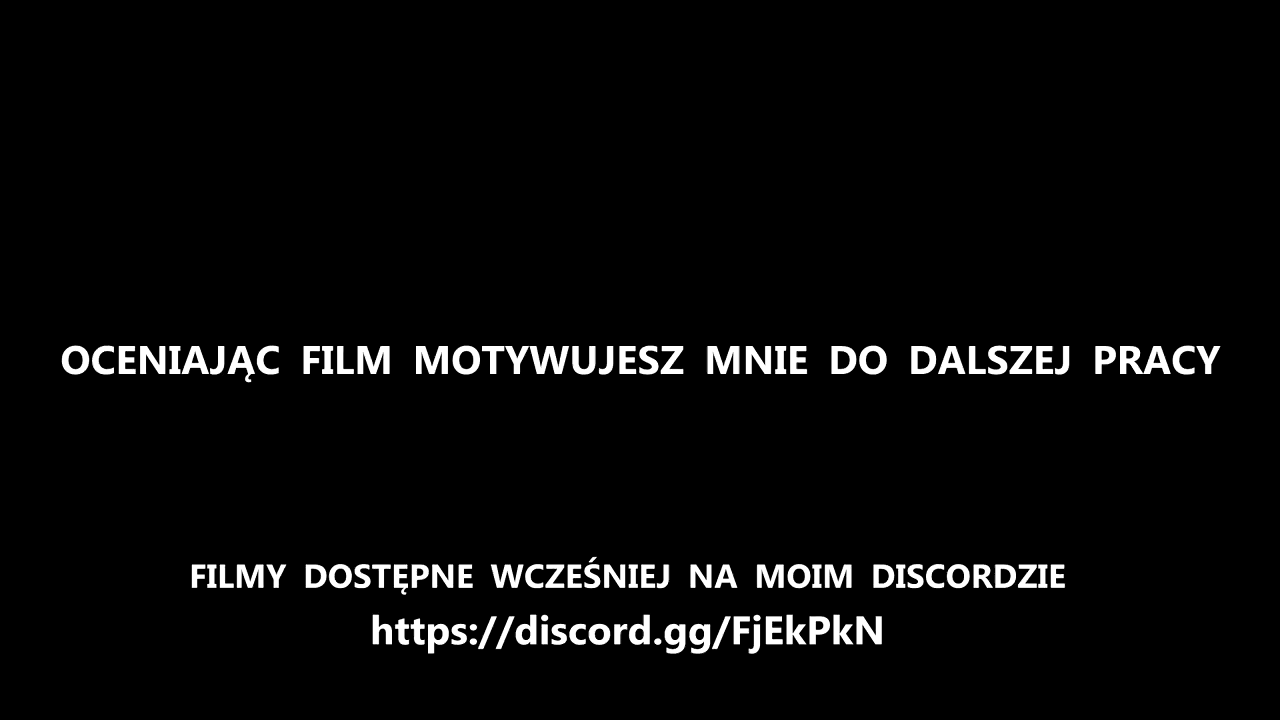 OCENIAJĄC FILM MOTYWUJESZ MNIE DO DALSZEJ PRACY
FILMY DOSTĘPNE WCZEŚNIEJ NA MOIM DISCORDZIE
https://discord.gg/FjEkPkN